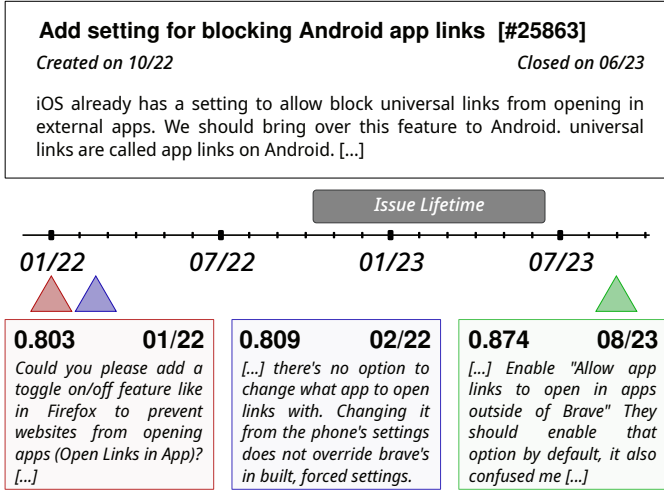 Add setting for blocking Android app links [#25863]
Created on 10/22 Closed on 06/23
iOS already has a setting to allow block universal links from opening in
external apps. We should bring over this feature to Android. universal
links are called app links on Android. [...]
Issue Lifetime
01/22 07/22 01/23 07/23
0.803 01/22
Could you please add a
toggle on/off feature like
in Firefox to prevent
websites from opening
apps (Open Links in App)?
[...]
0.809 02/22
[...] there's no option to
change what app to open
links with. Changing it
from the phone's settings
does not override brave's
in built, forced settings.
0.874 08/23
[...] Enable "Allow app
links to open in apps
outside of Brave" They
should enable that
option by default, it also
confused me [...]